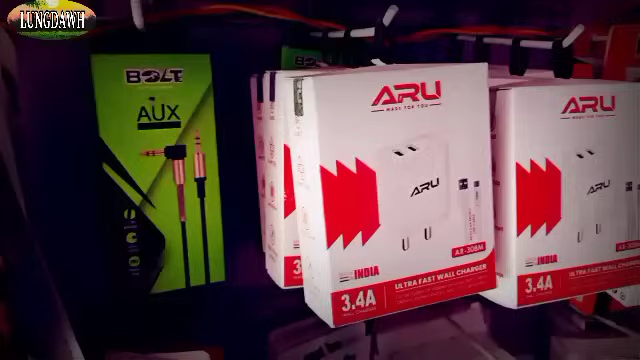 LUNGDAWH
BOLT
AUX
ARU
MADE FOR YOU
ARU
AR-308M
INDIA
ULTRA FAST WALL CHARGER
3.4A
ARU
MADE FOR YOU
ARU
INDIA
ULTRA FAST WALL CHARGER
3.4A
BOLT